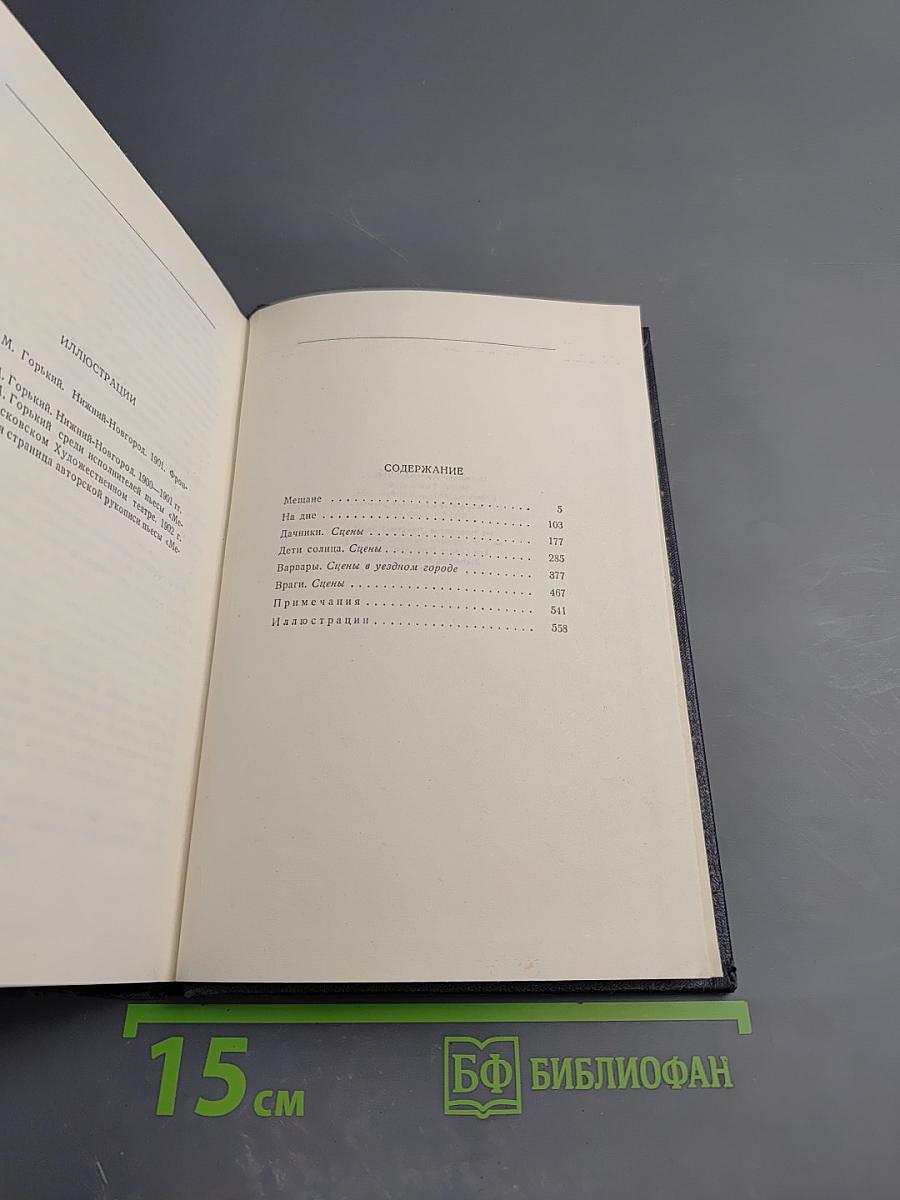 ИЛЛЮСТРАЦИИ
М. Горький. Нижний-Новгород. 1901. Фрон-
М. Горький. Нижний-Новгород. 1900—1901 гг.
Горький среди исполнителей пьесы «Ме-
Художественном театре. 1902 г.
страница авторской рукописи пьесы «Ме-
СОДЕРЖАНИЕ
Мещане . . . . . . . . . . . . . . . . . . . . . . . . 5
На дне . . . . . . . . . . . . . . . . . . . . . . . . 103
Дачники. Сцены . . . . . . . . . . . . . . . . . . . 177
Дети солнца. Сцены . . . . . . . . . . . . . . . . . 285
Варвары. Сцены в уездном городе . . . . . . . . . 377
Враги. Сцены . . . . . . . . . . . . . . . . . . . . . 467
Примечания . . . . . . . . . . . . . . . . . . . . . 541
Иллюстрации . . . . . . . . . . . . . . . . . . . . 558
15 см
БФ БИБЛИОФАН